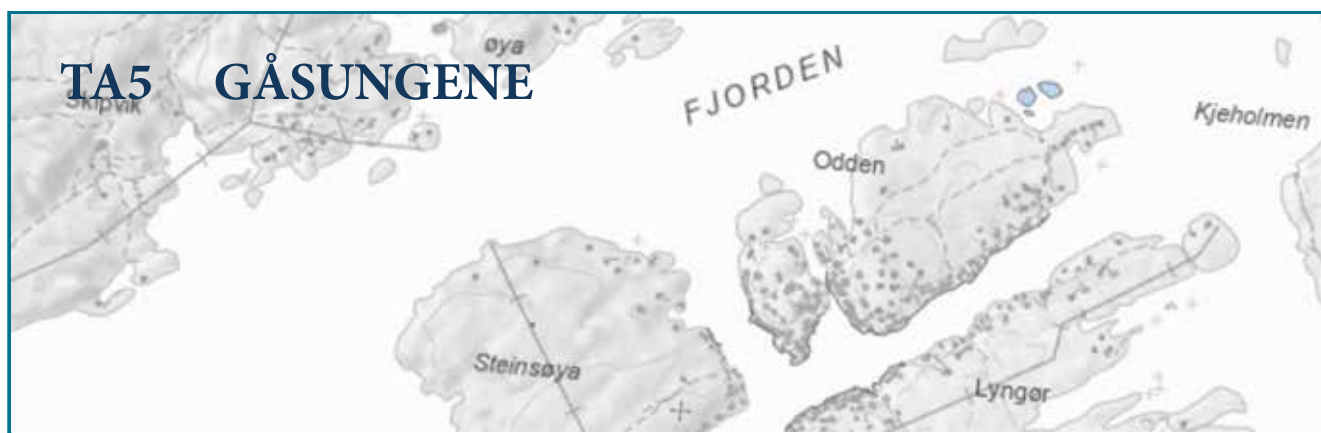 øya
TA5 GÅSUNGENE
Skipvik
FJORDEN
Kjeholmen
Odden
Steinsøya
Lyngør